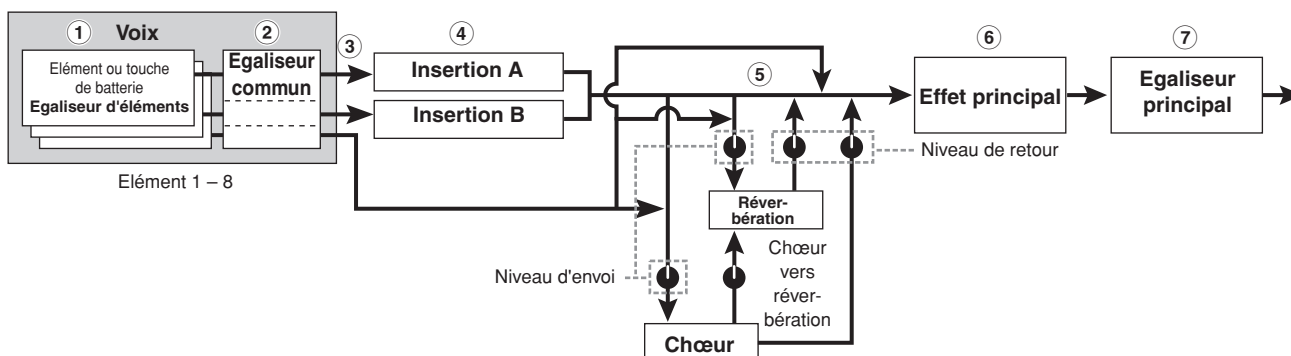 ① Voix
Elément ou touche
de batterie
Egaliseur d'éléments
②
Egaliseur
commun
③
④
Insertion A
Insertion B
Elément 1 – 8
⑤
⑥
Effet principal
⑦
Egaliseur
principal
Niveau de retour
Réver-
bération
Niveau d'envoi
Chœur
vers
réver-
bération
Chœur